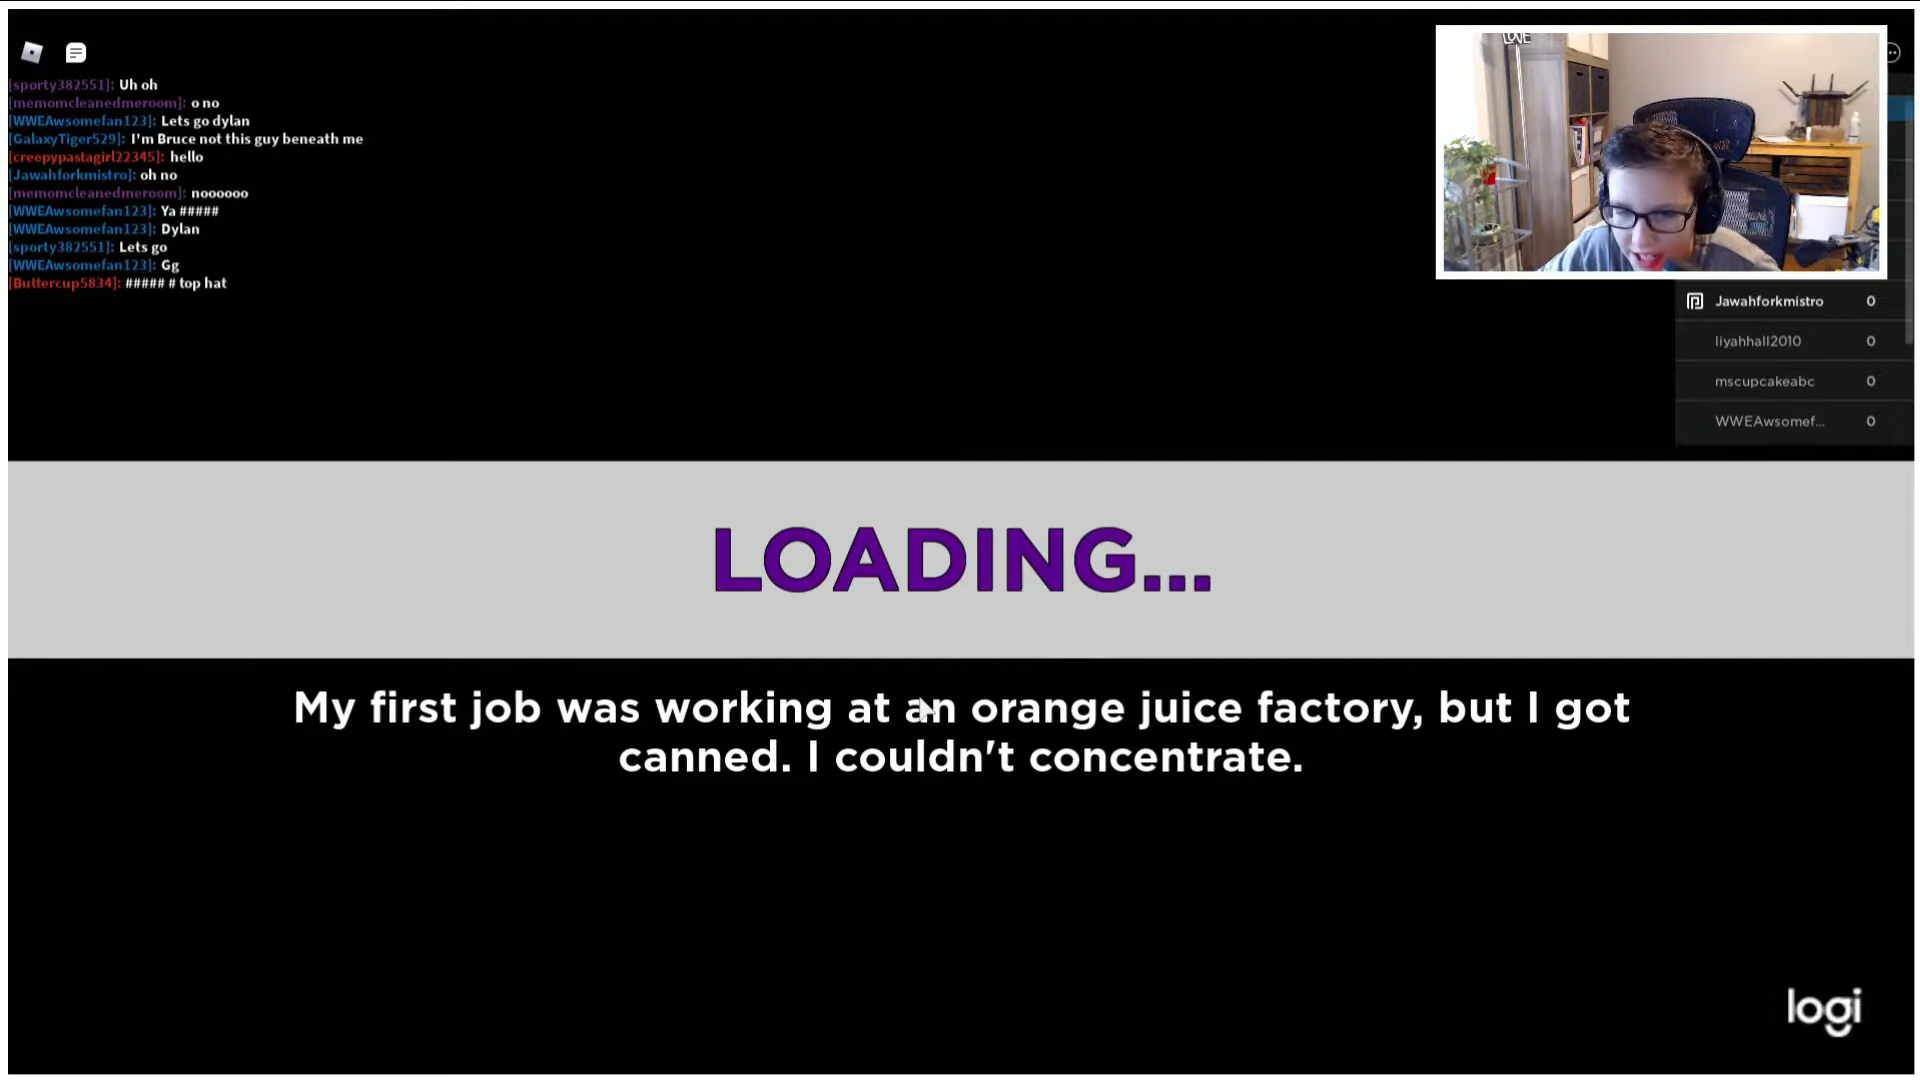 [sporty382551]: Uh oh
[memomcleanedmeroom]: o no
[WWEAwsomefan123]: Lets go dylan
[GalaxyTiger529]: I'm Bruce not this guy beneath me
[creepypastagirl22345]: hello
[Jawahforkmistro]: oh no
[memomcleanedmeroom]: noooooo
[WWEAwsomefan123]: Ya #####
[WWEAwsomefan123]: Dylan
[sporty382551]: Lets go
[WWEAwsomefan123]: Gg
[Buttercup5834]: ##### # top hat
LOVE
Jawahforkmistro 0
liyahhall2010 0
mscupcakeabc 0
WWEAwsomef... 0
LOADING...
My first job was working at an orange juice factory, but I got
canned. I couldn't concentrate.
logi